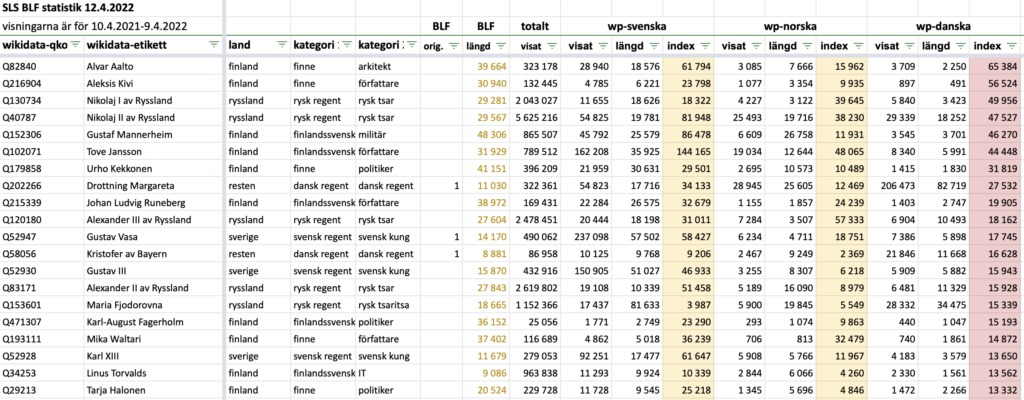 SLS BLF statistik 12.4.2022
visningarna är för 10.4.2021-9.4.2022 BLF BLF totalt wp-svenska wp-norska wp-danska
wikidata-qko wikidata-etikett land kategori kategori orig. längd visat visat längd index visat längd index visat längd index
Q82840 Alvar Aalto finland finne arkitekt 39 664 323 178 28 940 18 576 61 794 3 085 7 666 15 962 3 709 2 250 65 384
Q216904 Aleksis Kivi finland finne författare 30 940 132 445 4 785 6 221 23 798 1 077 3 354 9 935 897 491 56 524
Q130734 Nikolaj I av Ryssland ryssland rysk regent rysk tsar 29 281 2 043 027 11 655 18 626 18 322 4 227 3 122 39 645 5 840 3 423 49 956
Q40787 Nikolaj II av Ryssland ryssland rysk regent rysk tsar 29 567 5 625 216 54 825 19 781 81 948 25 493 19 716 38 230 29 339 18 252 47 527
Q152306 Gustaf Mannerheim finland finlandssvensk militär 48 306 865 507 45 792 25 579 86 478 6 609 26 758 11 931 3 545 3 701 46 270
Q102071 Tove Jansson finland finlandssvensk författare 31 929 789 512 162 208 35 925 144 165 19 034 12 644 48 065 8 340 5 991 44 448
Q179858 Urho Kekkonen finland finne politiker 41 151 396 209 21 959 30 631 29 501 2 695 10 573 10 489 1 415 1 830 31 819
Q202266 Drottning Margareta resten dansk regent dansk regent 1 11 030 322 361 54 823 17 716 34 133 28 945 25 605 12 469 206 473 82 719 27 532
Q215339 Johan Ludvig Runeberg finland finlandssvensk författare 38 972 169 431 22 284 26 575 32 679 1 155 1 857 24 239 1 403 2 747 19 905
Q120180 Alexander III av Ryssland ryssland rysk regent rysk tsar 27 604 2 478 451 20 444 18 198 31 011 7 284 3 507 57 333 6 904 10 493 18 162
Q52947 Gustav Vasa sverige svensk regent svensk kung 1 14 170 490 062 237 098 57 502 58 427 6 234 4 711 18 751 7 386 5 898 17 745
Q58056 Kristofer av Bayern resten dansk regent dansk regent 1 8 881 86 958 10 125 9 768 9 206 2 467 9 249 2 369 21 846 11 668 16 628
Q52930 Gustav III sverige svensk regent svensk kung 15 870 432 916 150 905 51 027 46 933 3 255 8 307 6 218 5 909 5 882 15 943
Q83171 Alexander II av Ryssland ryssland rysk regent rysk tsar 27 843 2 619 802 19 108 10 339 51 458 5 189 16 090 8 979 6 481 11 329 15 928
Q153601 Maria Fjodorovna ryssland rysk regent rysk tsaritsa 18 665 1 152 366 17 437 81 633 3 987 5 900 19 845 5 549 28 332 34 475 15 339
Q471307 Karl-August Fagerholm finland finlandssvensk politiker 36 152 25 056 1 771 2 749 23 290 293 1 074 9 863 440 1 047 15 193
Q193111 Mika Waltari finland finne författare 37 402 116 689 4 862 5 018 36 239 706 813 32 479 740 1 861 14 872
Q52928 Karl XIII sverige svensk regent svensk kung 11 679 279 053 92 251 17 477 61 647 5 908 5 766 11 967 4 183 3 579 13 650
Q34253 Linus Torvalds finland finlandssvensk IT 9 086 963 838 11 293 9 924 10 339 2 844 6 066 4 260 2 330 1 561 13 562
Q29213 Tarja Halonen finland finne politiker 20 524 229 728 11 728 9 545 25 218 1 345 5 696 4 846 1 472 2 266 13 332